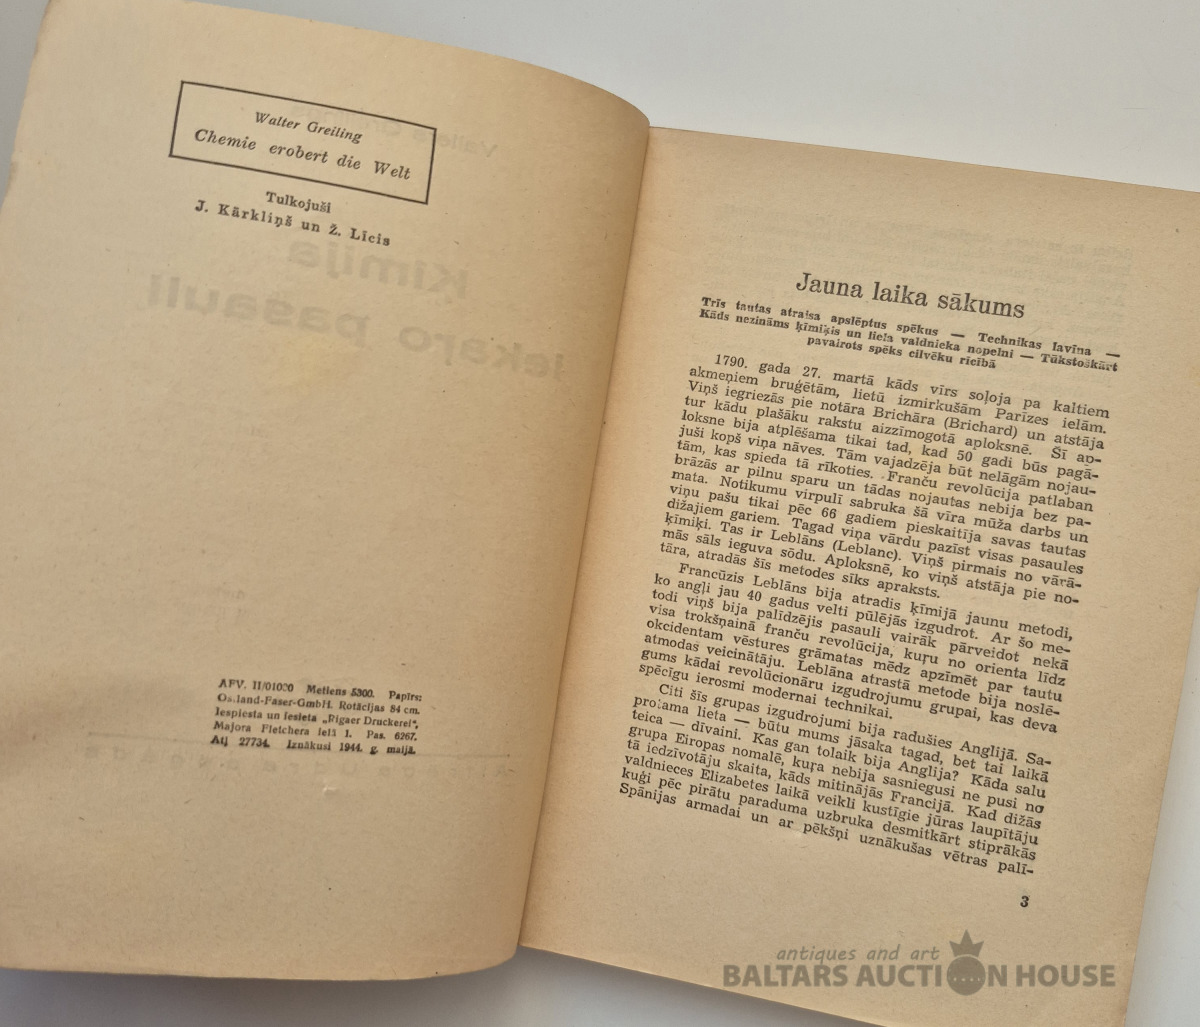 Walter Greiling
Chemie erobert die Welt
Tulkojuši
J. Kārkliņš un Ž. Līcis
Ķīmija
iekaŗo pasauli
AFV. II/01020 Metiens 5300. Papīrs:
Ostland-Faser-GmbH. Rotācijas 84 cm.
Iespiesta un iesieta „Rigaer Druckerei",
Majora Fletchera ielā 1. Pas. 6267.
Atļ 27734. Iznākusi 1944. g. maijā.
Jauna laika sākums
Trīs tautas atraisa apslēptus spēkus — Technikas lavīna —
Kāds nezināms ķīmiķis un liela valdnieka nopelni — Tūkstoškārt
pavairots spēks cilvēku rīcībā
1790. gada 27. martā kāds vīrs soļoja pa kaltiem
akmeņiem bruģētām, lietū izmirkušām Parīzes ielām.
Viņš iegriezās pie notāra Brichāra (Brichard) un atstāja
tur kādu plašāku rakstu aizzīmogotā aploksnē. Šī ap-
loksne bija atplēšama tikai tad, kad 50 gadi būs pagā-
juši kopš viņa nāves. Tām vajadzēja būt nelāgām nojau-
tām, kas spieda tā rīkoties. Franču revolūcija patlaban
brāzās ar pilnu sparu un tādas nojautas nebija bez pa-
mata. Notikumu virpulī sabruka šā vīra mūža darbs un
viņu pašu tikai pēc 66 gadiem pieskaitīja savas tautas
dižajiem gariem. Tagad viņa vārdu pazīst visas pasaules
ķīmiķi. Tas ir Leblāns (Leblanc). Viņš pirmais no vārā-
mās sāls ieguva sōdu. Aploksnē, ko viņš atstāja pie no-
tāra, atradās šīs metodes sīks apraksts.
Francūzis Leblāns bija atradis ķīmijā jaunu metodi,
ko angļi jau 40 gadus velti pūlējās izgudrot. Ar šo me-
todi viņš bija palīdzējis pasauli vairāk pārveidot nekā
visa trokšņainā franču revolūcija, kuŗu no orienta līdz
okcidentam vēstures grāmatas mēdz apzīmēt par tautu
atmodas veicinātāju. Leblāna atrastā metode bija noslē-
gums kādai revolūcionāru izgudrojumu grupai, kas deva
spēcīgu ierosmi modernai technikai.
Citi šīs grupas izgudrojumi bija radušies Anglijā. Sa-
protama lieta — būtu mums jāsaka tagad, bet tai laikā
teica — dīvaini. Kas gan tolaik bija Anglija? Kāda salu
grupa Eiropas nomalē, kuŗa nebija sasniegusi ne pusi no
tā iedzīvotāju skaita, kāds mitinājās Francijā. Kad dižās
valdnieces Elizabetes laikā veikli kustīgie jūras laupītāju
kuģi pēc pirātu paraduma uzbruka desmitkārt stiprākās
Spānijas armadai un ar pēkšņi uznākušas vētras palī-
3
antiques and art
BALTARS AUCTION HOUSE